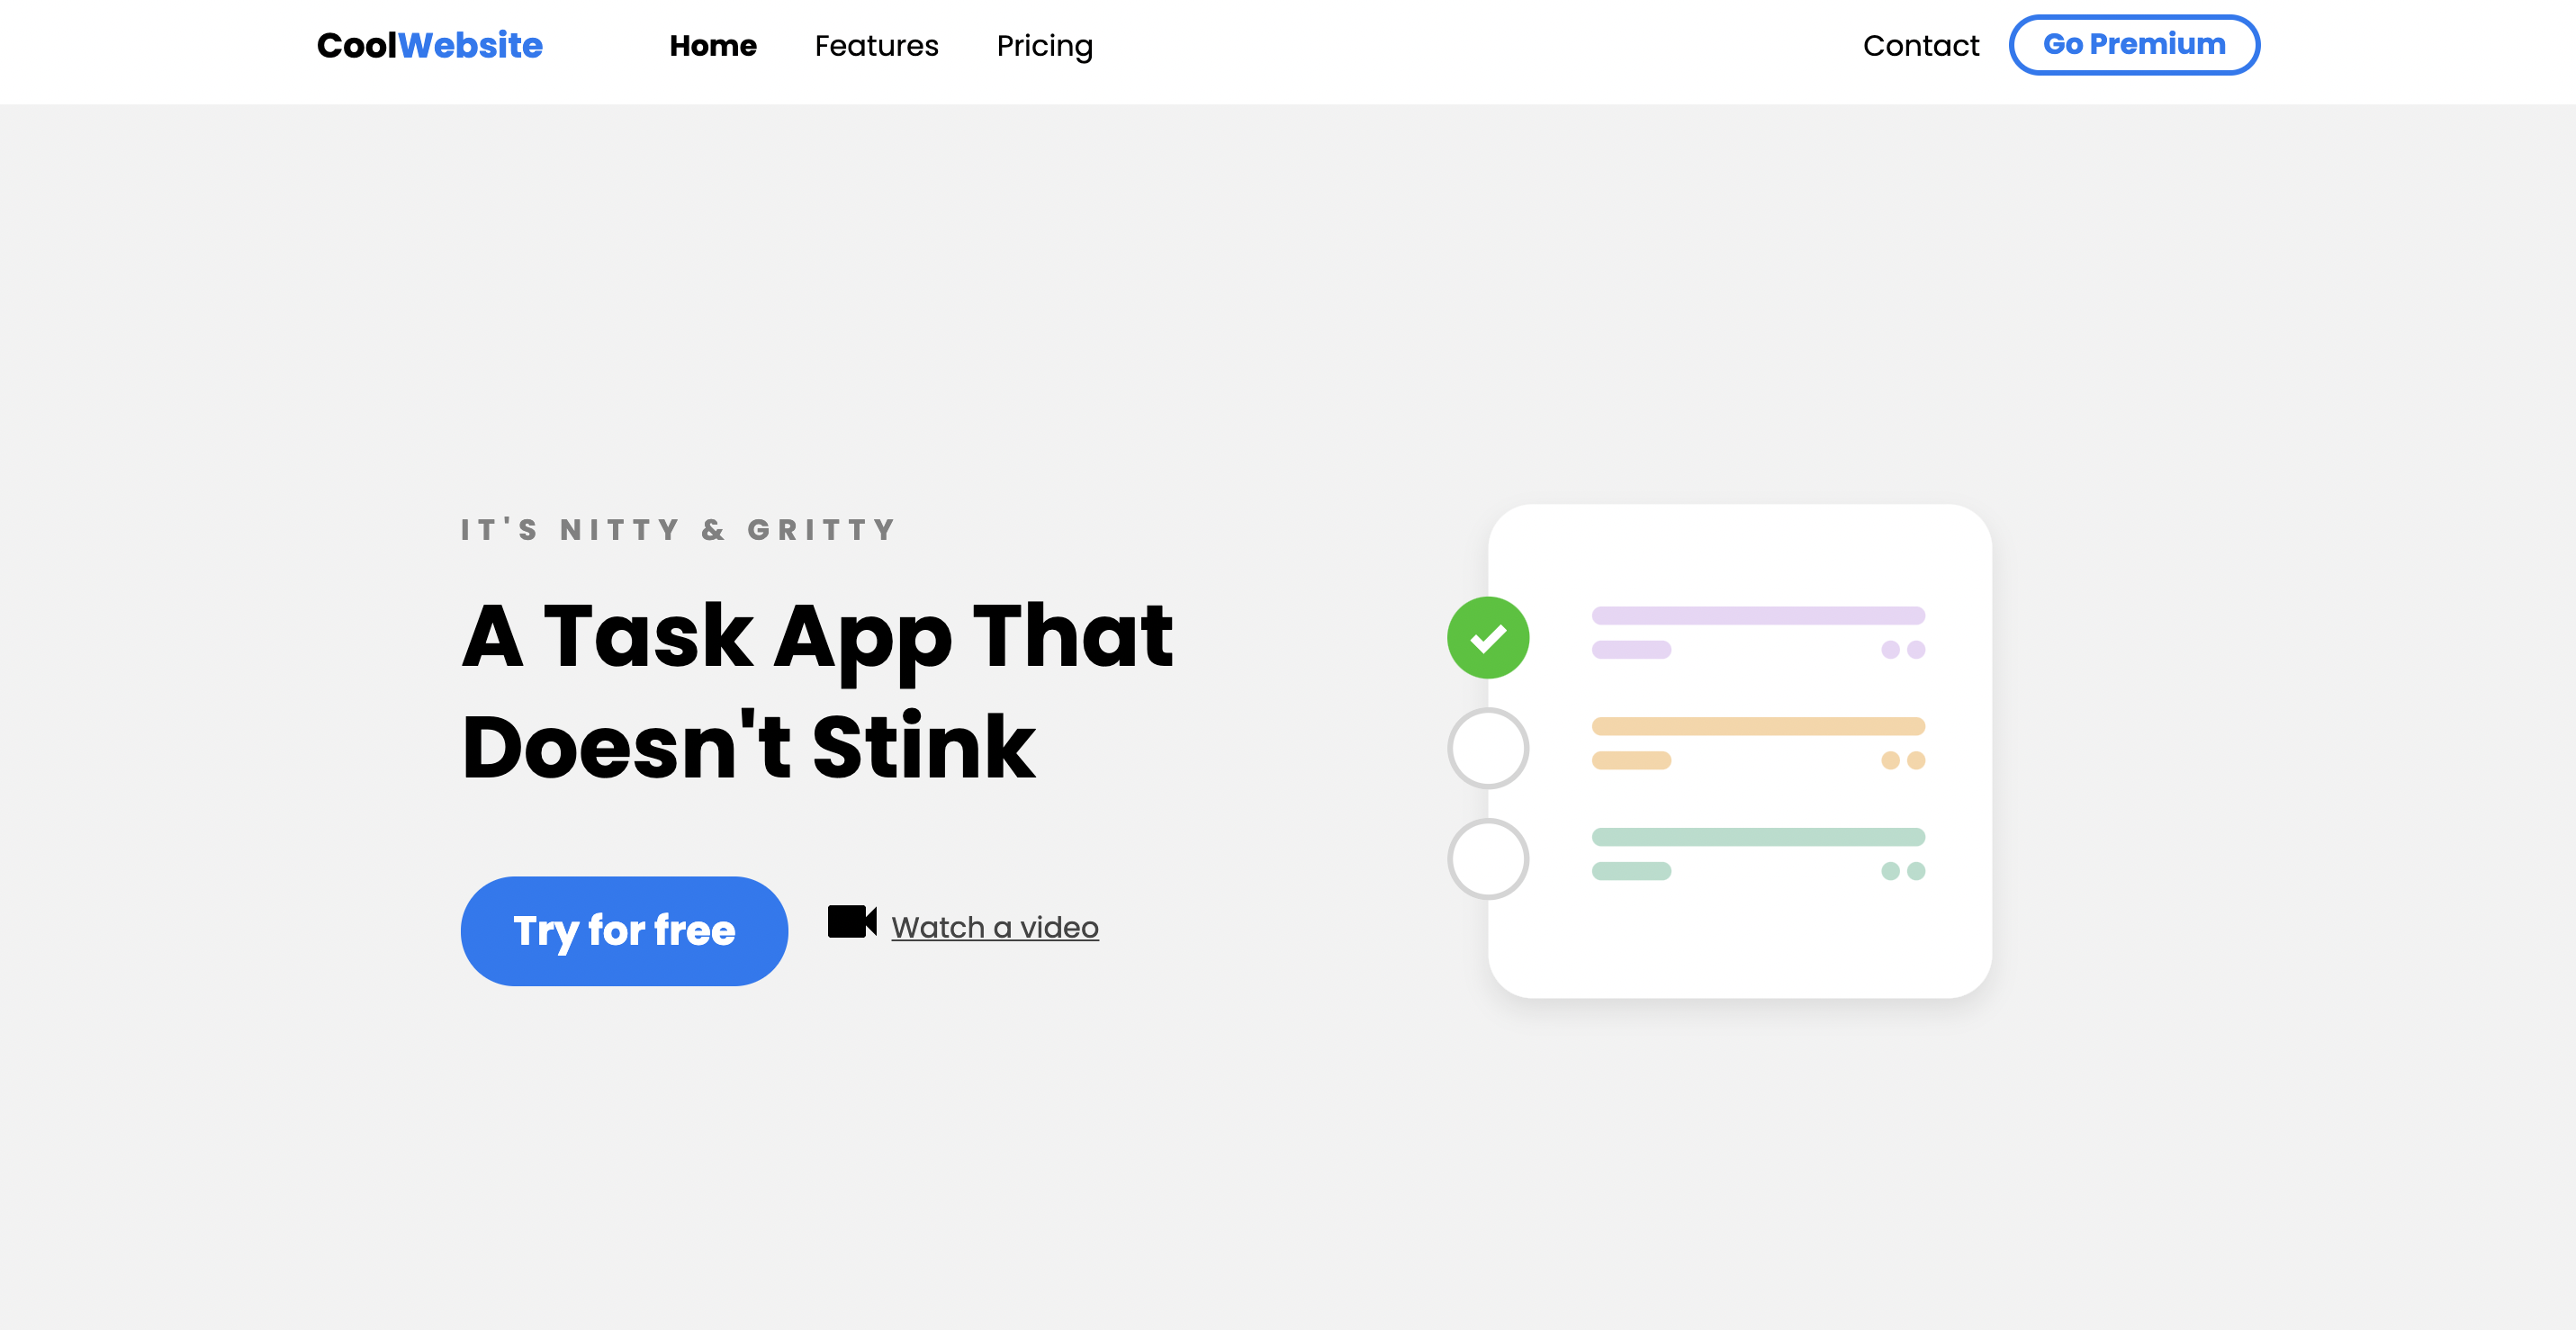 CoolWebsite Home Features Pricing Contact Go Premium
IT'S NITTY & GRITTY
A Task App That
Doesn't Stink
Try for free Watch a video